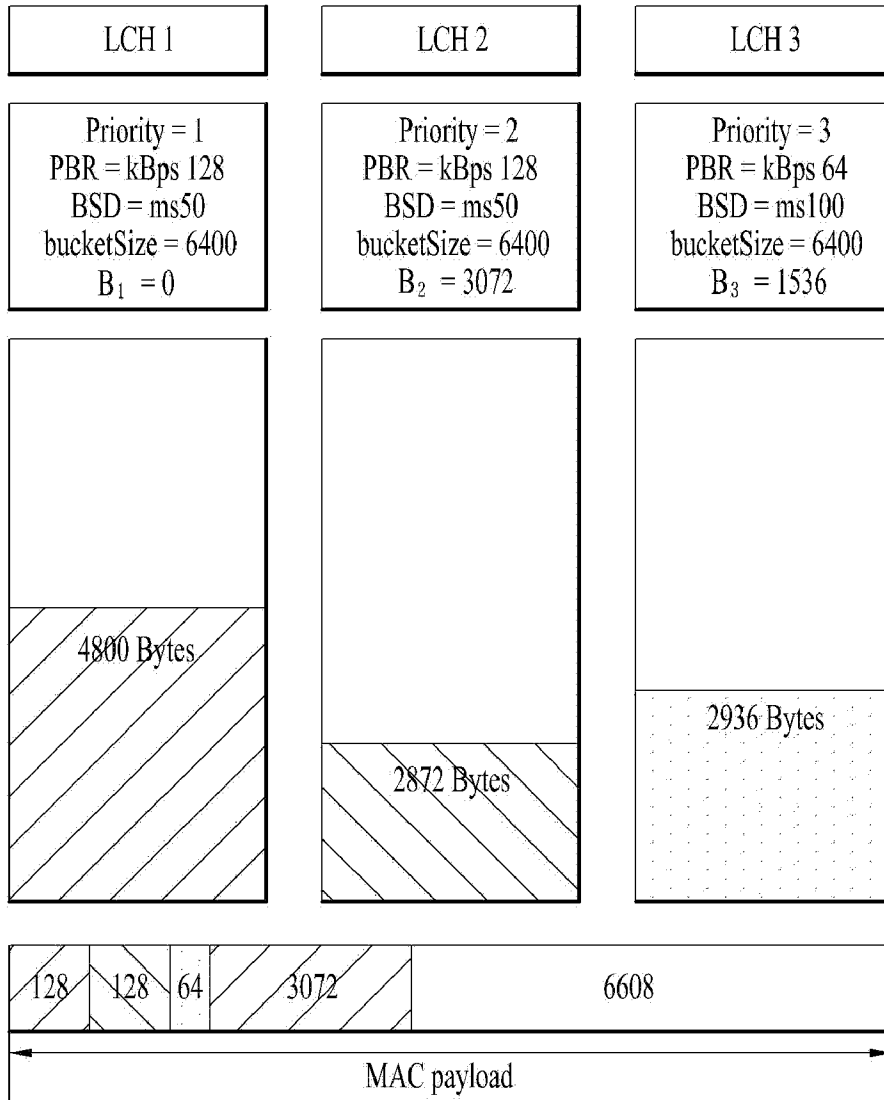 LCH 1
LCH 2
LCH 3
Priority = 1
PBR = kBps 128
BSD = ms50
bucketSize = 6400
B₁ = 0
Priority = 2
PBR = kBps 128
BSD = ms50
bucketSize = 6400
B₂ = 3072
Priority = 3
PBR = kBps 64
BSD = ms100
bucketSize = 6400
B₃ = 1536
4800 Bytes
2872 Bytes
2936 Bytes
128 128 64 3072 6608
MAC payload